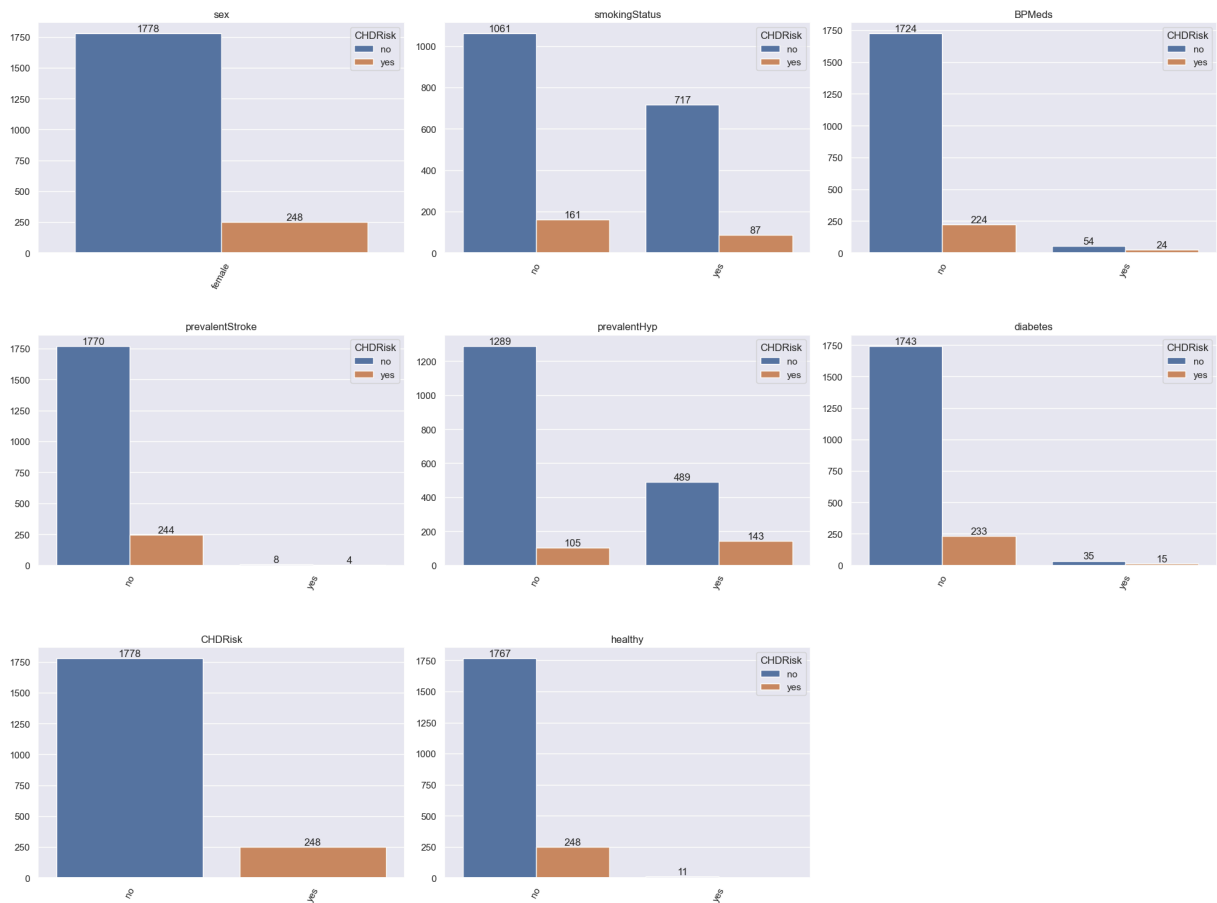 sex
1778
248
CHDRisk
no
yes
1750
1500
1250
1000
750
500
250
0
female
smokingStatus
1061
161
717
87
CHDRisk
no
yes
1000
800
600
400
200
0
no
yes
BPMeds
1724
224
54
24
CHDRisk
no
yes
1750
1500
1250
1000
750
500
250
0
no
yes
prevalentStroke
1770
244
8
4
CHDRisk
no
yes
1750
1500
1250
1000
750
500
250
0
no
yes
prevalentHyp
1289
105
489
143
CHDRisk
no
yes
1200
1000
800
600
400
200
0
no
yes
diabetes
1743
233
35
15
CHDRisk
no
yes
1750
1500
1250
1000
750
500
250
0
no
yes
CHDRisk
1778
248
1750
1500
1250
1000
750
500
250
0
no
yes
healthy
1767
248
11
CHDRisk
no
yes
1750
1500
1250
1000
750
500
250
0
no
yes